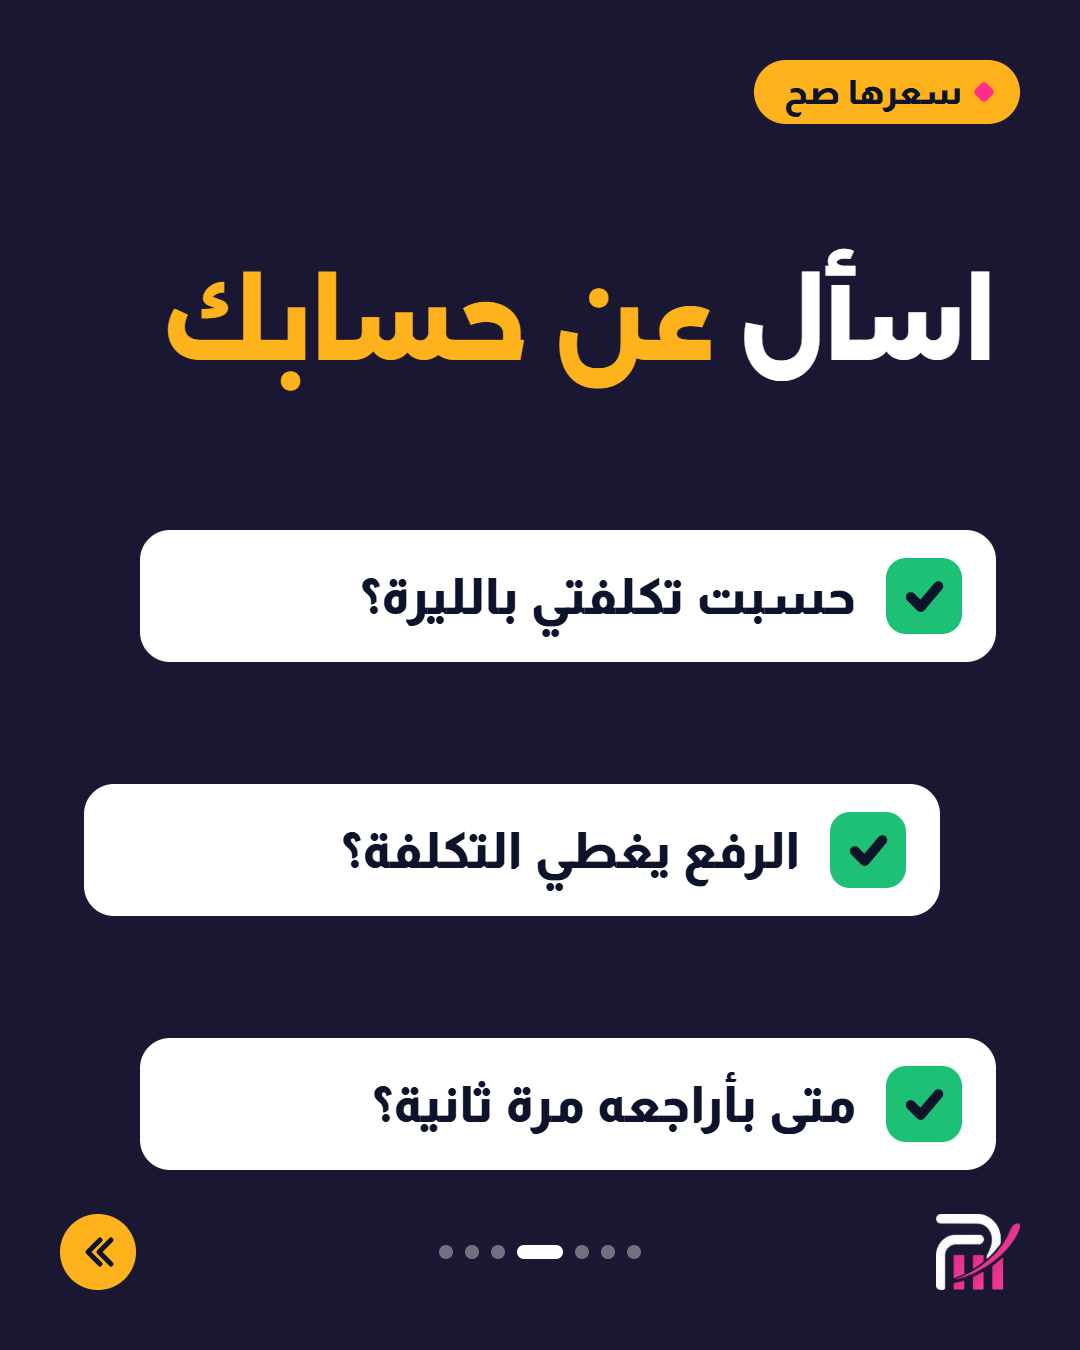 سعرها صح
اسأل عن حسابك
حسبت تكلفتي بالليرة؟
الرفع يغطي التكلفة؟
متى بأراجعه مرة ثانية؟